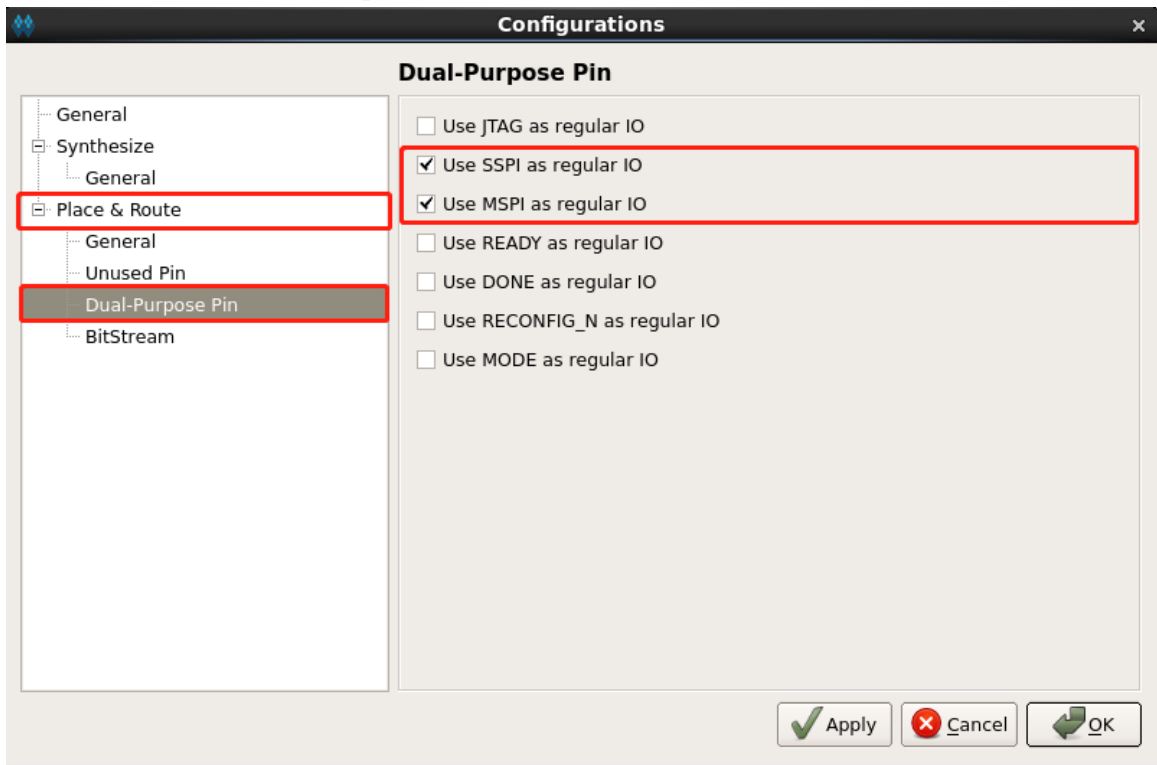 Configurations
Dual-Purpose Pin
General
Synthesize
General
Place & Route
General
Unused Pin
Dual-Purpose Pin
BitStream
Use JTAG as regular IO
Use SSPI as regular IO
Use MSPI as regular IO
Use READY as regular IO
Use DONE as regular IO
Use RECONFIG_N as regular IO
Use MODE as regular IO
Apply
Cancel
OK